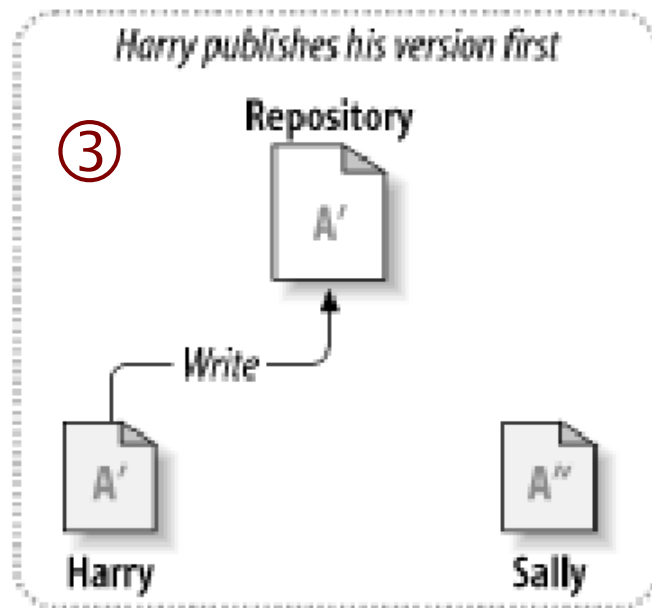 Harry publishes his version first
③
Repository
A′
Write
A′
A″
Harry
Sally